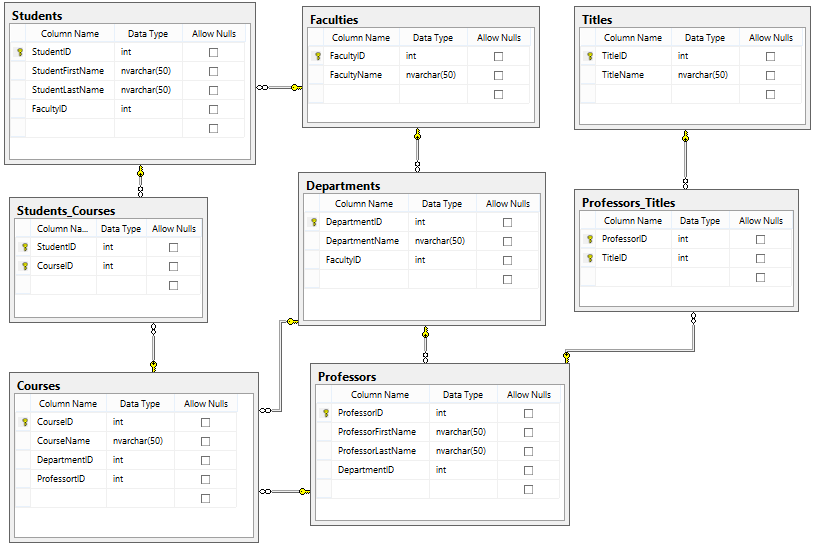 Students
Column Name Data Type Allow Nulls
StudentID int
StudentFirstName nvarchar(50)
StudentLastName nvarchar(50)
FacultyID int
Faculties
Column Name Data Type Allow Nulls
FacultyID int
FacultyName nvarchar(50)
Titles
Column Name Data Type Allow Nulls
TitleID int
TitleName nvarchar(50)
Students_Courses
Column Na... Data Type Allow Nulls
StudentID int
CourseID int
Departments
Column Name Data Type Allow Nulls
DepartmentID int
DepartmentName nvarchar(50)
FacultyID int
Professors_Titles
Column Name Data Type Allow Nulls
ProfessorID int
TitleID int
Courses
Column Name Data Type Allow Nulls
CourseID int
CourseName nvarchar(50)
DepartmentID int
ProfessortID int
Professors
Column Name Data Type Allow Nulls
ProfessorID int
ProfessorFirstName nvarchar(50)
ProfessorLastName nvarchar(50)
DepartmentID int